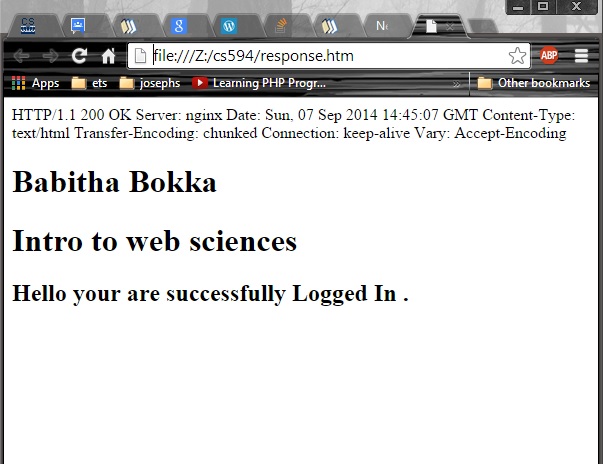 CS
file:///Z:/cs594/response.htm
ABP
Apps ets josephs Learning PHP Progr... » Other bookmarks
HTTP/1.1 200 OK Server: nginx Date: Sun, 07 Sep 2014 14:45:07 GMT Content-Type:
text/html Transfer-Encoding: chunked Connection: keep-alive Vary: Accept-Encoding
Babitha Bokka
Intro to web sciences
Hello your are successfully Logged In .